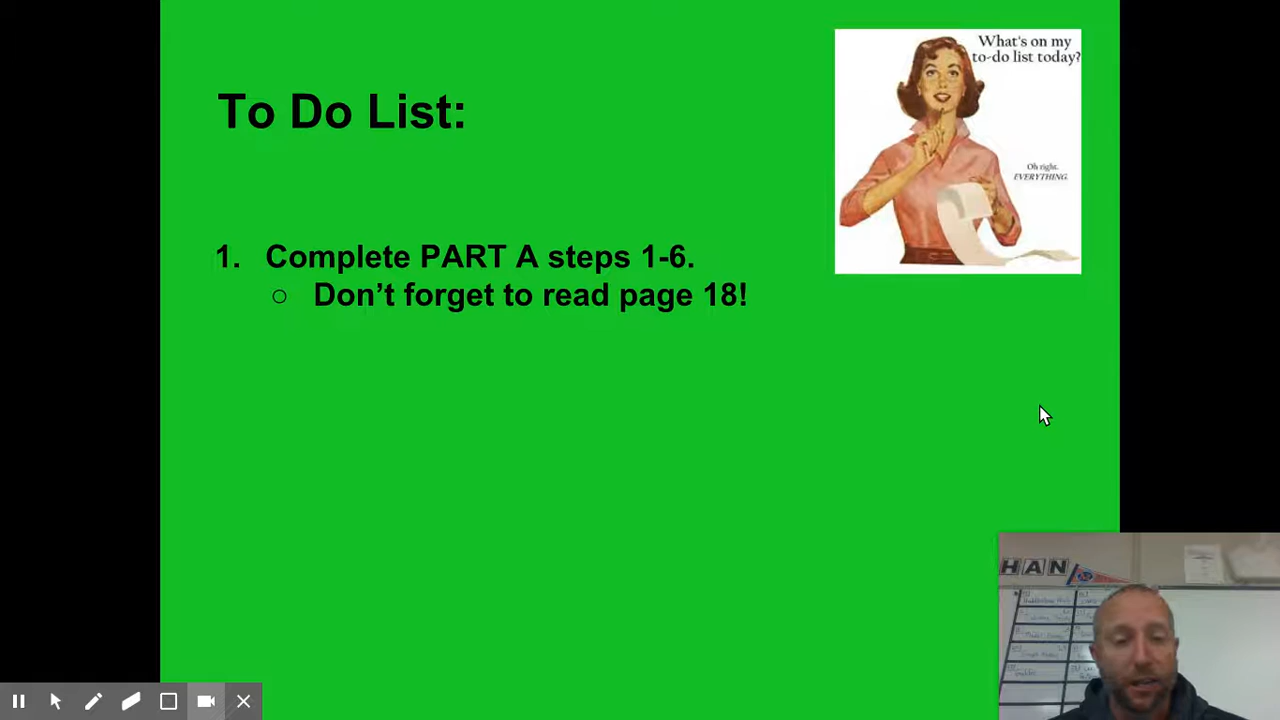 What's on my
to-do list today?
To Do List:
Oh right.
EVERYTHING.
1. Complete PART A steps 1-6.
○ Don't forget to read page 18!
HAN